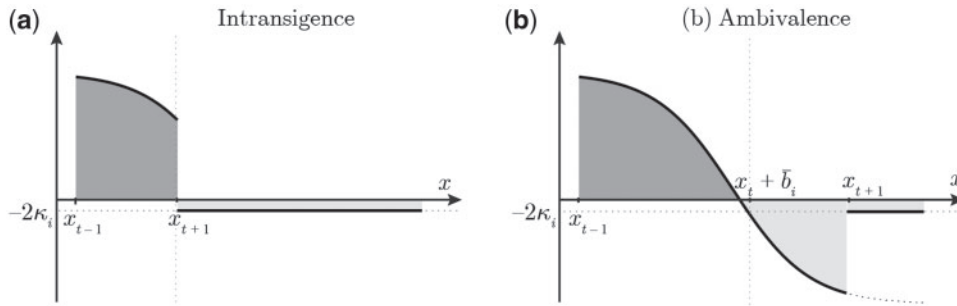 (a) Intransigence
x
−2κᵢ
xₜ₋₁ xₜ₊₁
(b) (b) Ambivalence
xₜ + b̄ᵢ xₜ₊₁ x
−2κᵢ
xₜ₋₁